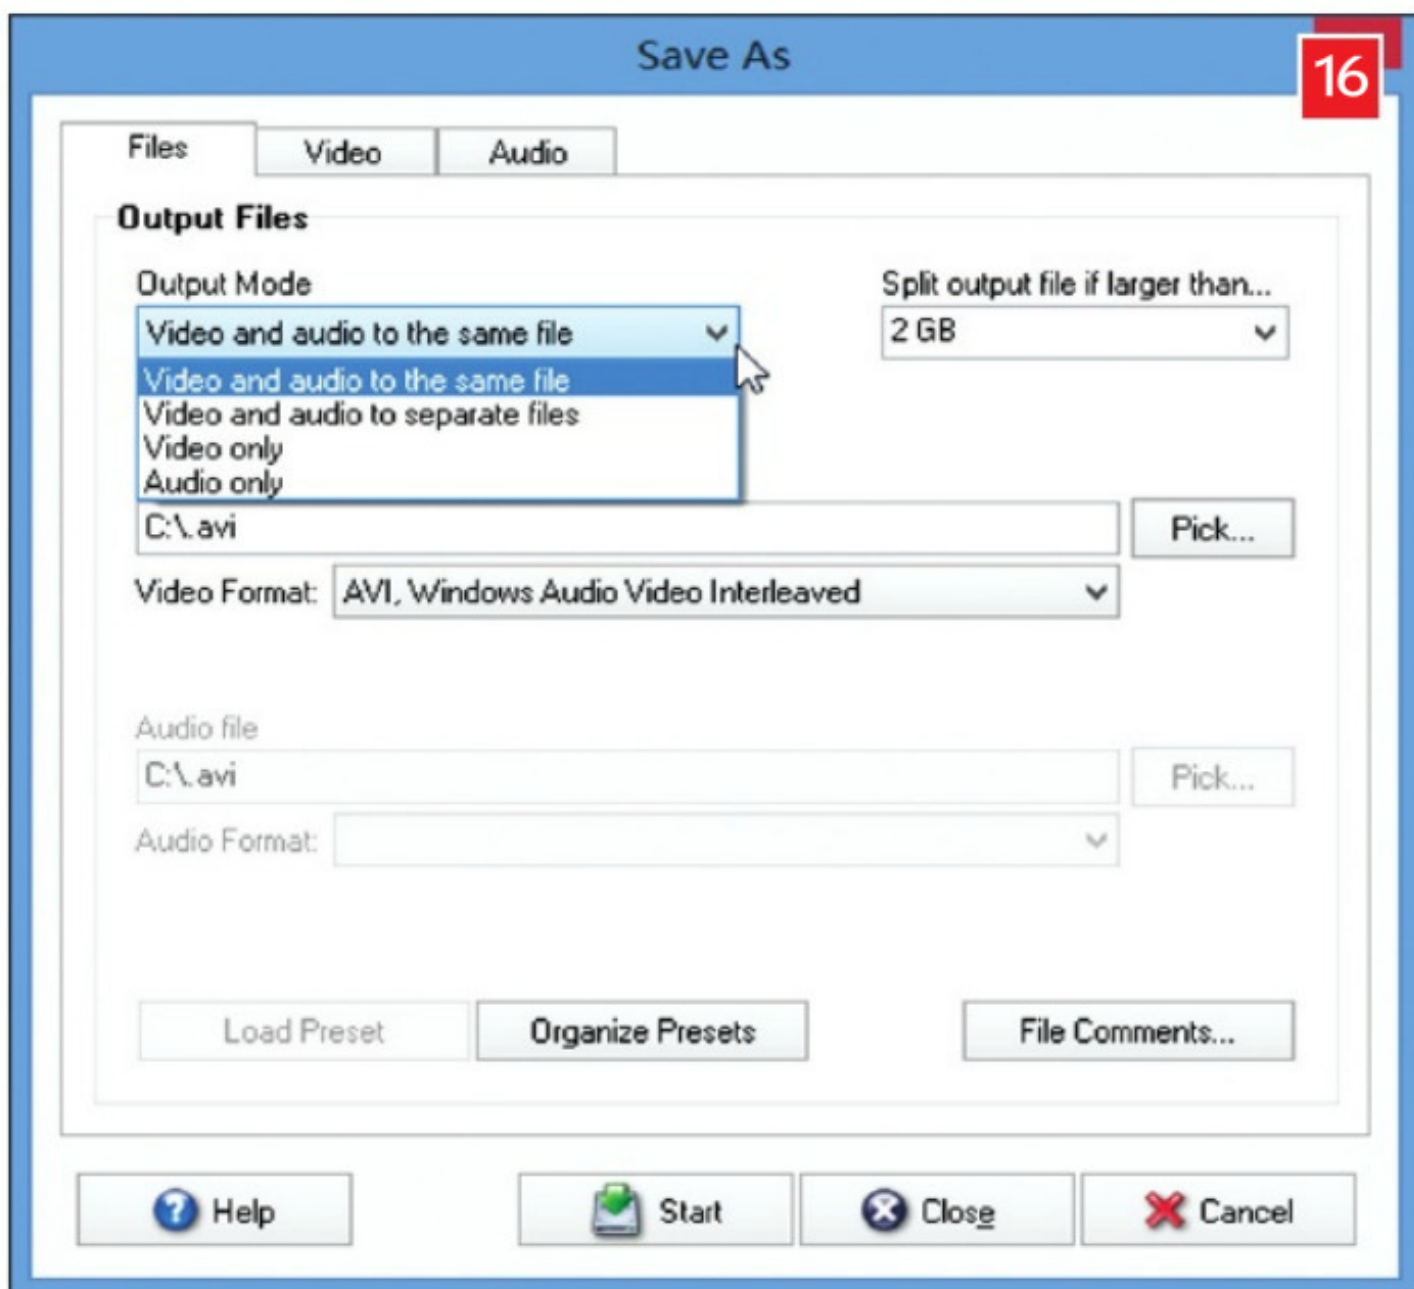 Save As
16
Files
Video
Audio
Output Files
Output Mode
Split output file if larger than...
Video and audio to the same file
2 GB
Video and audio to the same file
Video and audio to separate files
Video only
Audio only
C:\.avi
Pick...
Video Format:
AVI, Windows Audio Video Interleaved
Audio file
C:\.avi
Pick...
Audio Format:
Load Preset
Organize Presets
File Comments...
Help
Start
Close
Cancel